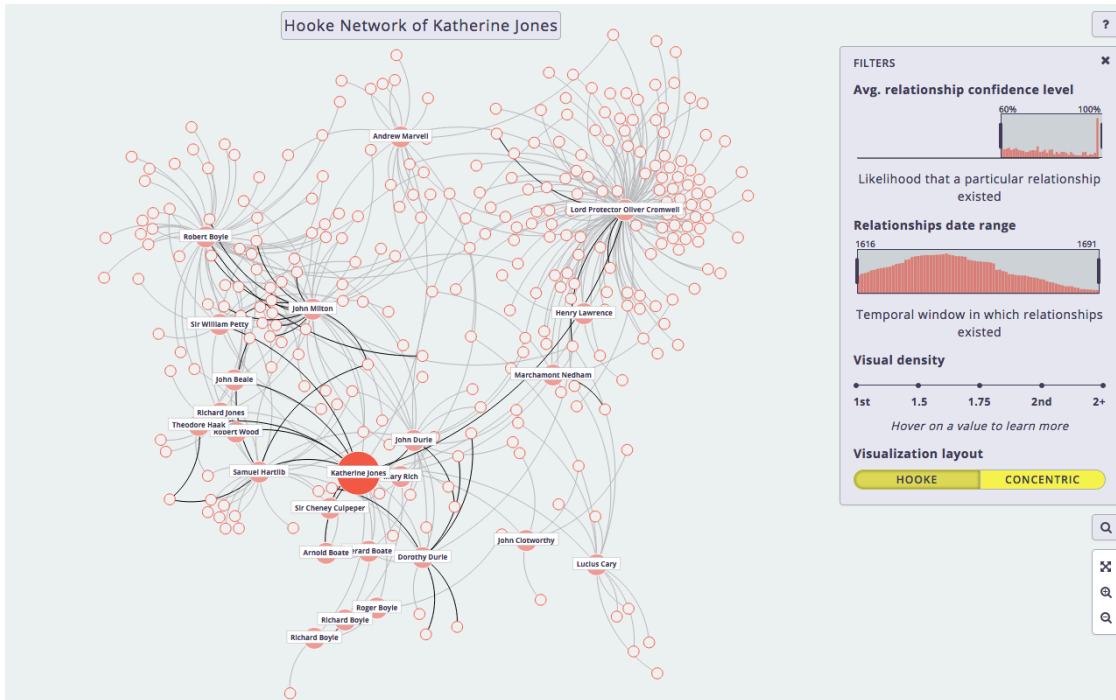 Hooke Network of Katherine Jones
?
FILTERS
Avg. relationship confidence level
60% 100%
Likelihood that a particular relationship
existed
Relationships date range
1616 1691
Temporal window in which relationships
existed
Visual density
1st 1.5 1.75 2nd 2+
Hover on a value to learn more
Visualization layout
HOOKE CONCENTRIC
Andrew Marvell
Lord Protector Oliver Cromwell
Robert Boyle
John Milton
Henry Lawrence
Sir William Petty
Marchamont Nedham
John Beale
Richard Jones
Theodore Haak
Robert Wood
John Durie
Samuel Hartlib
Katherine Jones
Mary Rich
Sir Cheney Culpeper
John Clotworthy
Arnold Boate
erard Boate
Dorothy Durie
Lucius Cary
Roger Boyle
Richard Boyle
Richard Boyle